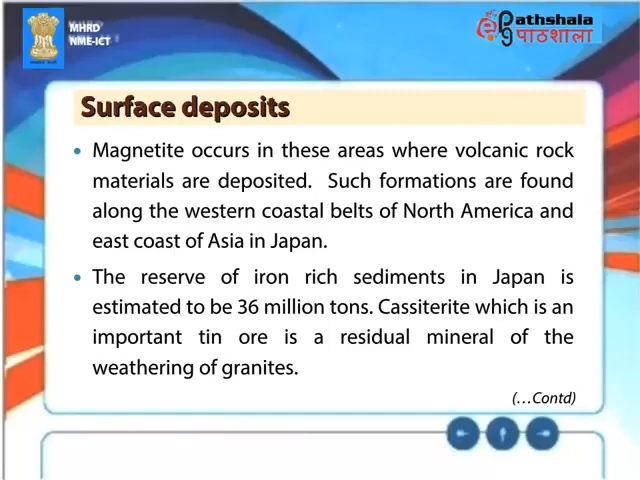 MHRD
NME-ICT
ePathshala
पाठशाला
Surface deposits
• Magnetite occurs in these areas where volcanic rock
materials are deposited. Such formations are found
along the western coastal belts of North America and
east coast of Asia in Japan.
• The reserve of iron rich sediments in Japan is
estimated to be 36 million tons. Cassiterite which is an
important tin ore is a residual mineral of the
weathering of granites.
(...Contd)